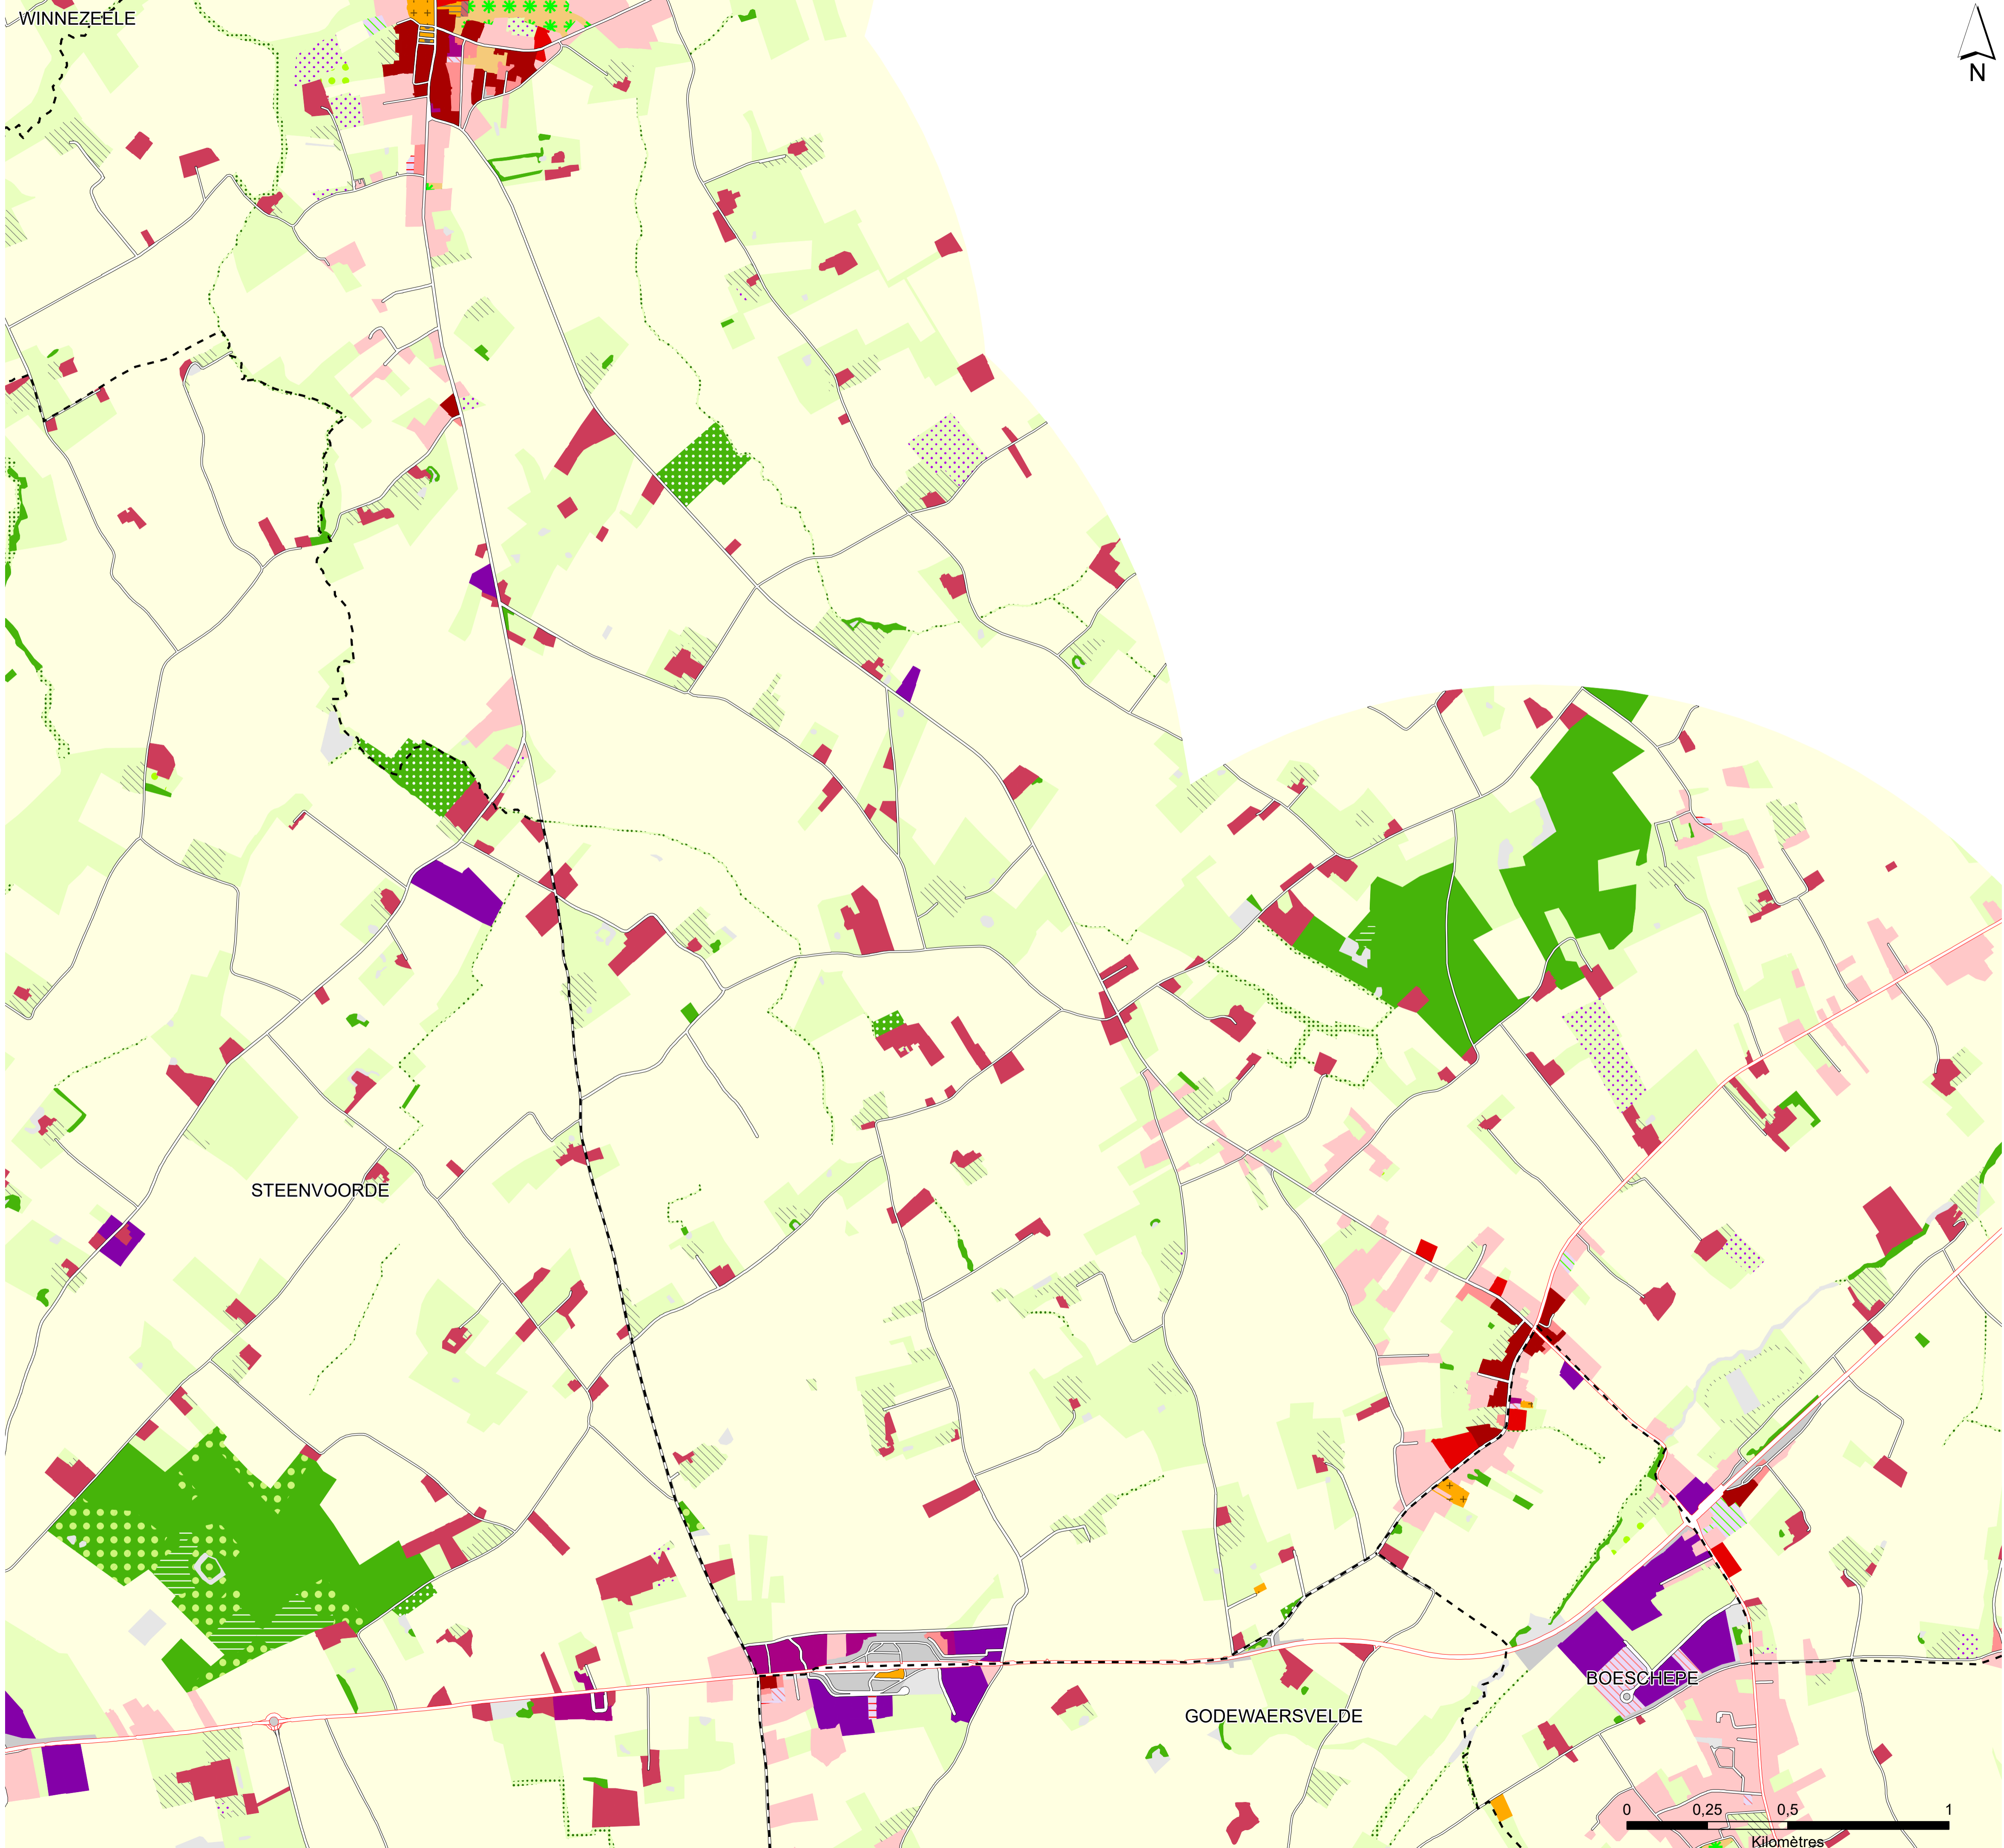 WINNEZEELE
N
STEENVOORDE
BOESCHEPE
GODEWAERSVELDE
0 0,25 0,5 1
Kilomètres